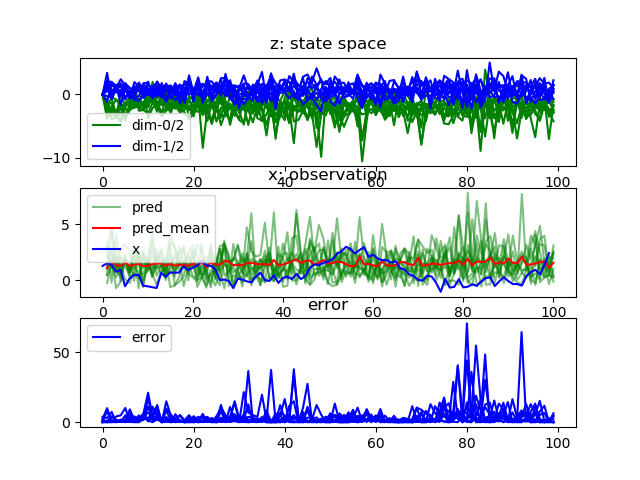 z: state space
0
−10
dim-0/2
dim-1/2
0 20 40 60 80 100
x: observation
5
0
pred
pred_mean
x
0 20 40 60 80 100
error
50
0
error
0 20 40 60 80 100